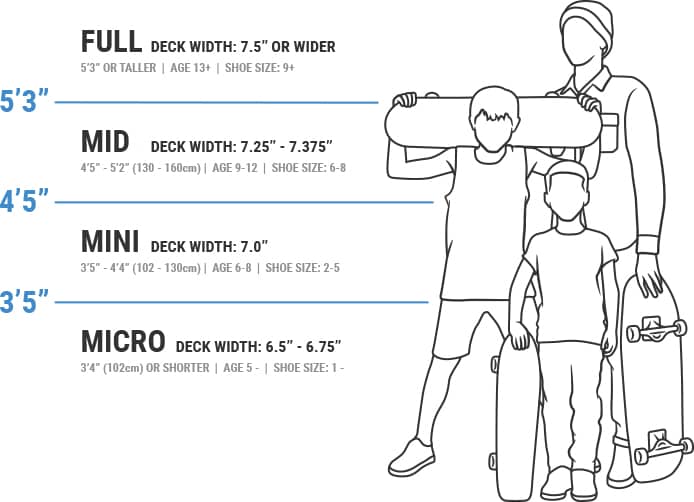 FULL DECK WIDTH: 7.5” OR WIDER
5’3” OR TALLER | AGE 13+ | SHOE SIZE: 9+
5’3”
MID DECK WIDTH: 7.25” - 7.375”
4’5” - 5’2” (130 - 160cm) | AGE 9-12 | SHOE SIZE: 6-8
4’5”
MINI DECK WIDTH: 7.0”
3’5” - 4’4” (102 - 130cm) | AGE 6-8 | SHOE SIZE: 2-5
3’5”
MICRO DECK WIDTH: 6.5” - 6.75”
3’4” (102cm) OR SHORTER | AGE 5 - | SHOE SIZE: 1 -